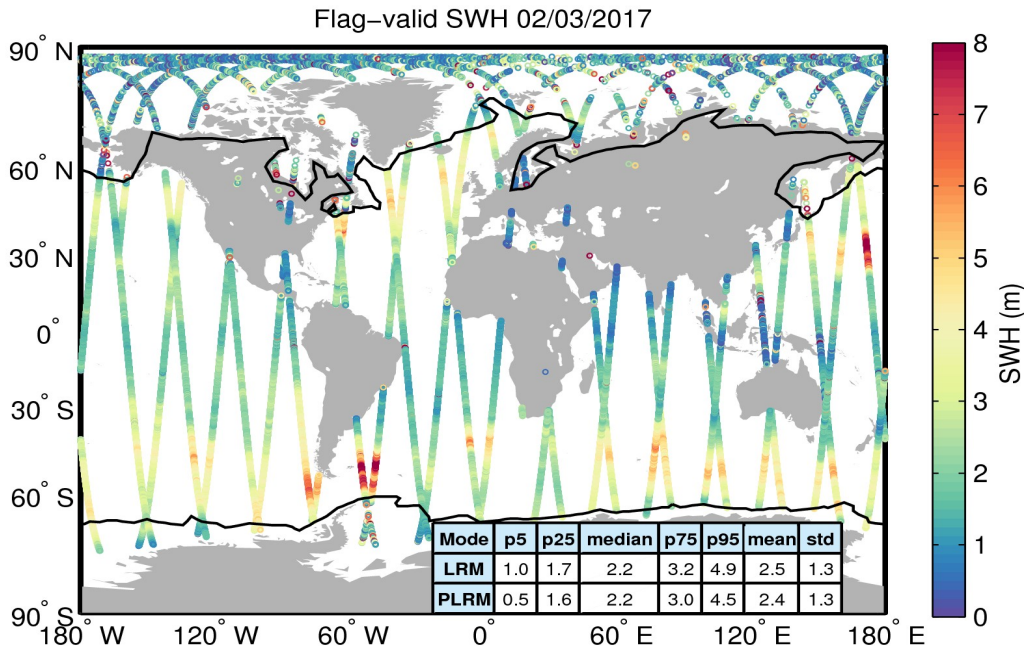 Flag−valid SWH 02/03/2017
90° N
60° N
30° N
0°
30° S
60° S
90° S
180° W 120° W 60° W 0° 60° E 120° E 180° E
Mode p5 p25 median p75 p95 mean std
LRM 1.0 1.7 2.2 3.2 4.9 2.5 1.3
PLRM 0.5 1.6 2.2 3.0 4.5 2.4 1.3
8
7
6
5
4
3
2
1
0
SWH (m)